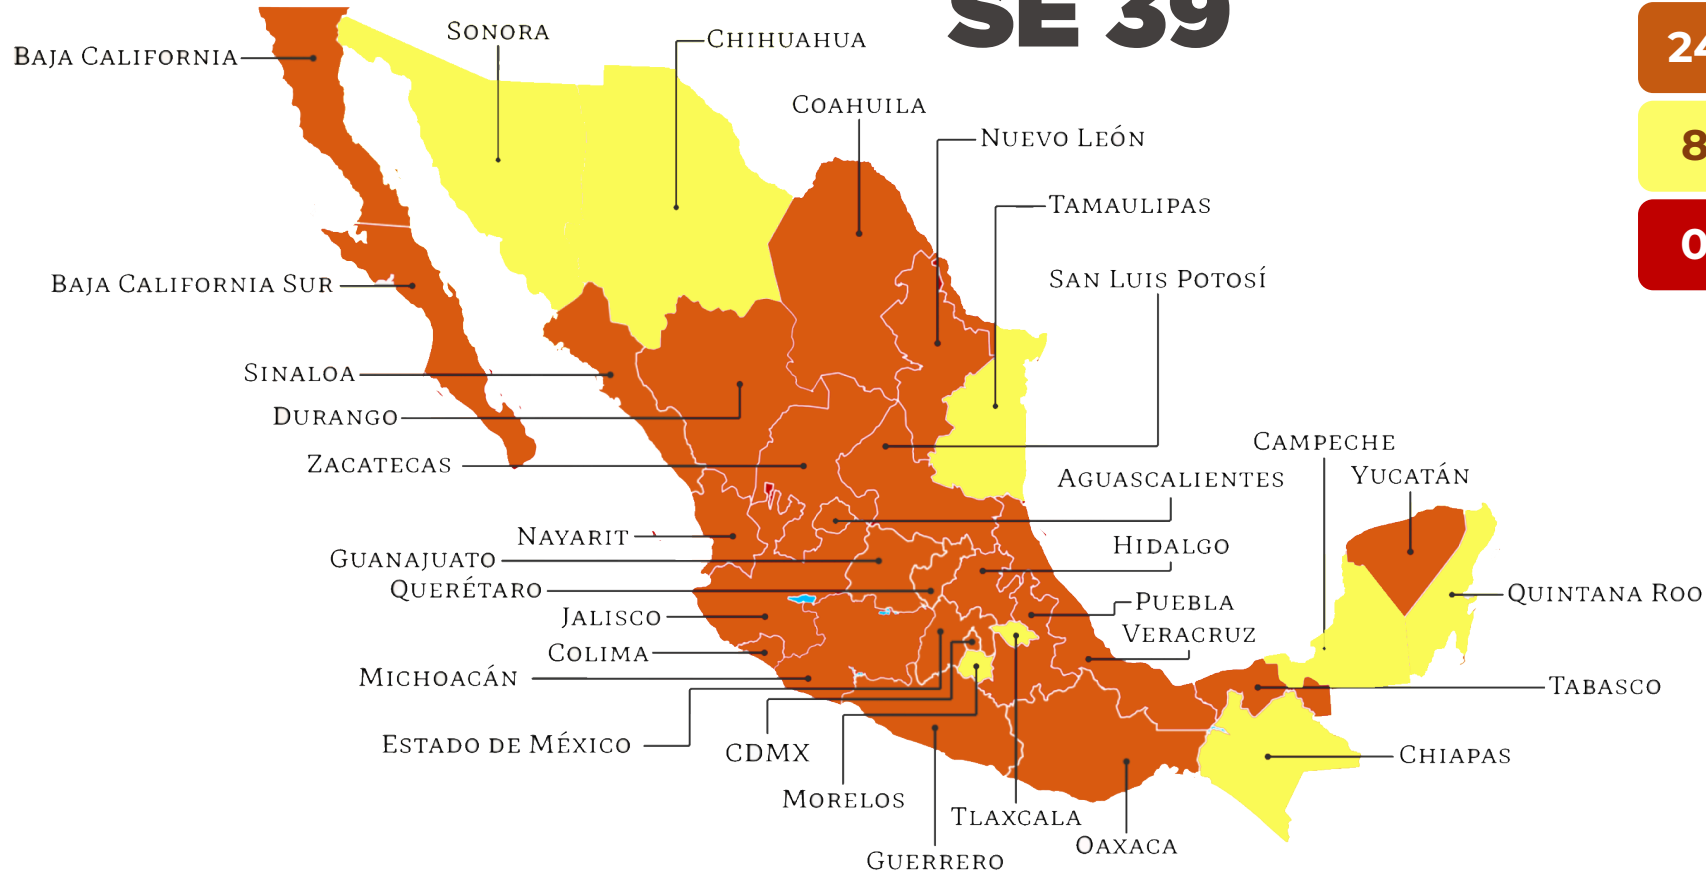 SE 39
24
8
0
SONORA
CHIHUAHUA
BAJA CALIFORNIA
COAHUILA
NUEVO LEÓN
TAMAULIPAS
SAN LUIS POTOSÍ
BAJA CALIFORNIA SUR
SINALOA
DURANGO
CAMPECHE
ZACATECAS
YUCATÁN
AGUASCALIENTES
NAYARIT
HIDALGO
GUANAJUATO
QUERÉTARO
QUINTANA ROO
PUEBLA
JALISCO
VERACRUZ
COLIMA
MICHOACÁN
TABASCO
ESTADO DE MÉXICO
CDMX
CHIAPAS
MORELOS
TLAXCALA
OAXACA
GUERRERO